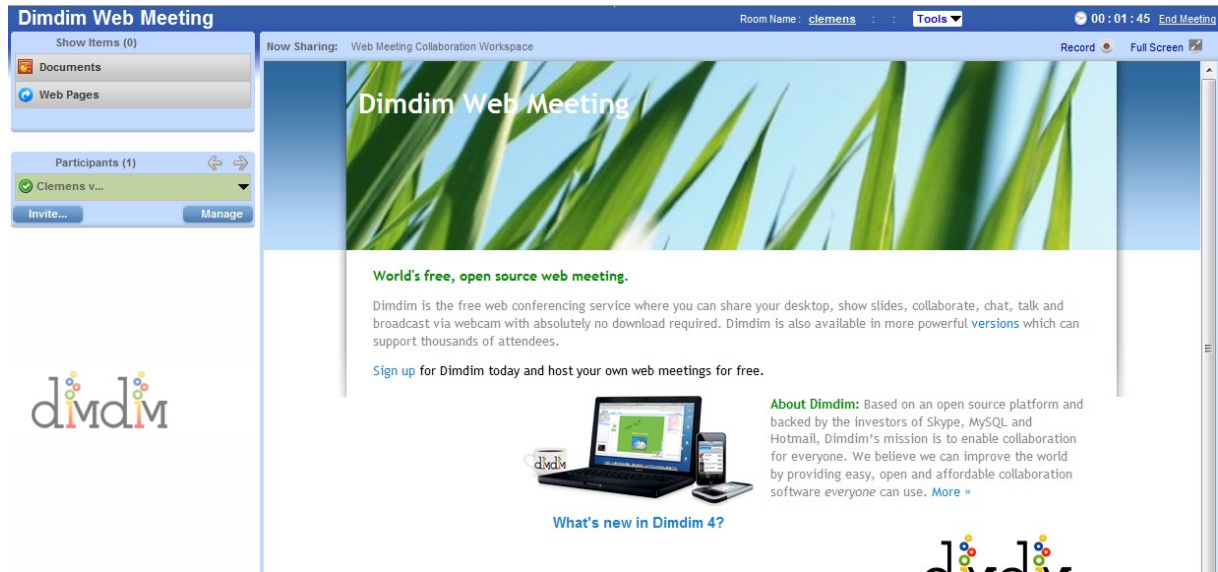 Dimdim Web Meeting
Room Name : clemens : : Tools
00 : 01 : 45 End Meeting
Show Items (0)
Documents
Web Pages
Participants (1)
Clemens v...
Invite...
Manage
dimdim
Now Sharing: Web Meeting Collaboration Workspace
Record
Full Screen
Dimdim Web Meeting
World's free, open source web meeting.
Dimdim is the free web conferencing service where you can share your desktop, show slides, collaborate, chat, talk and
broadcast via webcam with absolutely no download required. Dimdim is also available in more powerful versions which can
support thousands of attendees.
Sign up for Dimdim today and host your own web meetings for free.
dimdim
What's new in Dimdim 4?
About Dimdim: Based on an open source platform and
backed by the investors of Skype, MySQL and
Hotmail, Dimdim's mission is to enable collaboration
for everyone. We believe we can improve the world
by providing easy, open and affordable collaboration
software everyone can use. More »
dimdim